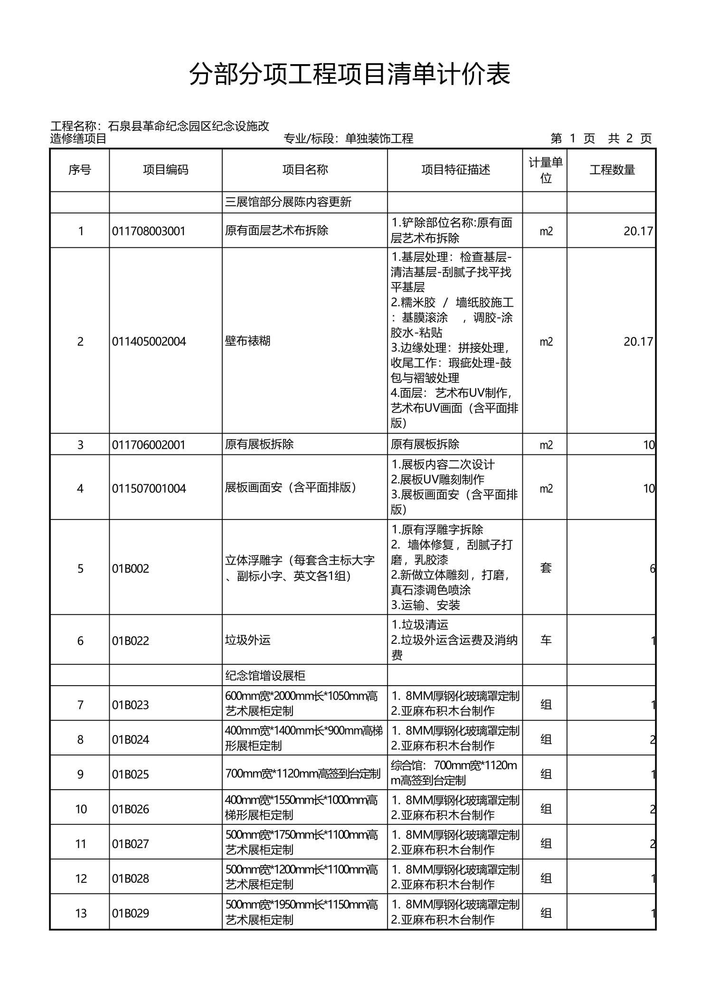 分部分项工程项目清单计价表
工程名称：石泉县革命纪念园区纪念设施改
造修缮项目 专业/标段：单独装饰工程 第 1 页 共 2 页
序号 项目编码 项目名称 项目特征描述 计量单
位 工程数量
三展馆部分展陈内容更新
1 011708003001 原有面层艺术布拆除 1.铲除部位名称:原有面
层艺术布拆除 m2 20.17
2 011405002004 壁布裱糊 1.基层处理：检查基层-
清洁基层-刮腻子找平找
平基层
2.糯米胶 / 墙纸胶施工
：基膜滚涂 ，调胶-涂
胶水-粘贴
3.边缘处理：拼接处理，
收尾工作：瑕疵处理-鼓
包与褶皱处理
4.面层：艺术布UV制作，
艺术布UV画面（含平面排
版） m2 20.17
3 011706002001 原有展板拆除 原有展板拆除 m2 10
4 011507001004 展板画面安（含平面排版） 1.展板内容二次设计
2.展板UV雕刻制作
3.展板画面安（含平面排
版） m2 10
5 01B002 立体浮雕字（每套含主标大字
、副标小字、英文各1组） 1.原有浮雕字拆除
2. 墙体修复，刮腻子打
磨，乳胶漆
2.新做立体雕刻，打磨，
真石漆调色喷涂
3.运输、安装 套 6
6 01B022 垃圾外运 1.垃圾清运
2.垃圾外运含运费及消纳
费 车 1
纪念馆增设展柜
7 01B023 600mm宽*2000mm长*1050mm高
艺术展柜定制 1. 8MM厚钢化玻璃罩定制
2.亚麻布积木台制作 组 1
8 01B024 400mm宽*1400mm长*900mm高梯
形展柜定制 1. 8MM厚钢化玻璃罩定制
2.亚麻布积木台制作 组 2
9 01B025 700mm宽*1120mm高签到台定制 综合馆：700mm宽*1120m
m高签到台定制 组 1
10 01B026 400mm宽*1550mm长*1000mm高
梯形展柜定制 1. 8MM厚钢化玻璃罩定制
2.亚麻布积木台制作 组 2
11 01B027 500mm宽*1750mm长*1100mm高
艺术展柜定制 1. 8MM厚钢化玻璃罩定制
2.亚麻布积木台制作 组 2
12 01B028 500mm宽*1200mm长*1100mm高
艺术展柜定制 1. 8MM厚钢化玻璃罩定制
2.亚麻布积木台制作 组 1
13 01B029 500mm宽*1950mm长*1150mm高
艺术展柜定制 1. 8MM厚钢化玻璃罩定制
2.亚麻布积木台制作 组 1